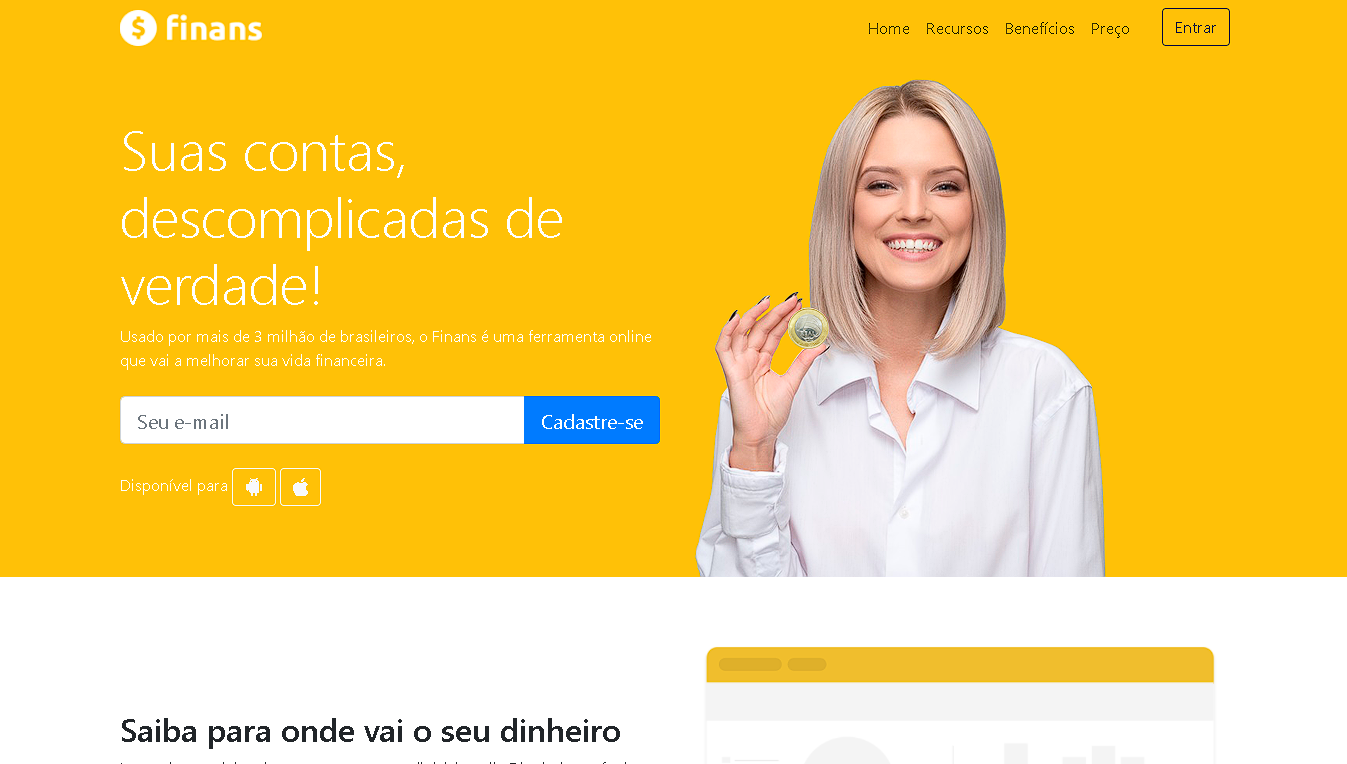 finans
Home Recursos Benefícios Preço Entrar
Suas contas,
descomplicadas de
verdade!
Usado por mais de 3 milhão de brasileiros, o Finans é uma ferramenta online
que vai a melhorar sua vida financeira.
Seu e-mail Cadastre-se
Disponível para
Saiba para onde vai o seu dinheiro